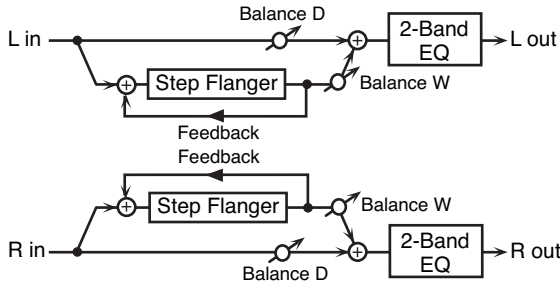 Balance D
L in
2-Band
EQ
L out
Step Flanger
Balance W
Feedback
Feedback
Step Flanger
Balance W
R in
2-Band
EQ
R out
Balance D